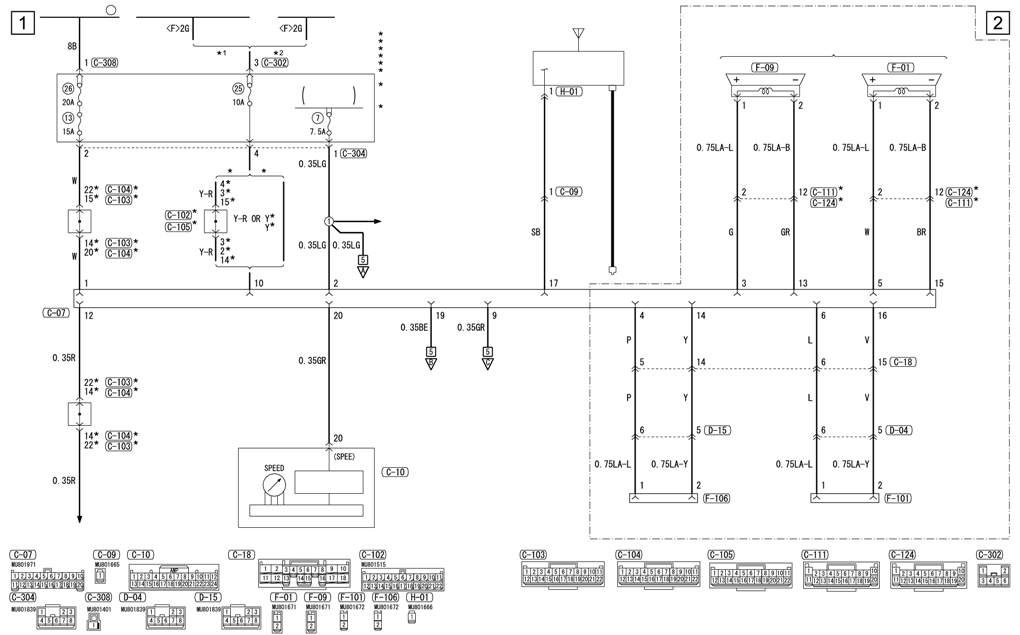 1
2
<F>2G
<F>2G
*1
*2
8B
1 C-308
3 C-302
*
*
*
*
*
*
*
*
26
20A
13
15A
25
10A
7
7.5A
2
4
1 C-304
0.35LG
W
22* C-104*
15* C-103*
14* C-103*
20* C-104*
W
*
*
Y-R
4*
3*
15*
C-102*
C-105*
Y-R OR Y*
Y*
Y-R
3*
2*
14*
1
0.35LG
0.35LG
5
A
1 H-01
1 C-09
SB
F-09
F-01
+ -
+ -
1 2
1 2
0.75LA-L
0.75LA-B
0.75LA-L
0.75LA-B
2
12 C-111*
C-124*
2
12 C-124*
C-111*
G
GR
W
BR
1
10
2
17
3
13
5
15
C-07
12
20
19
9
4
14
6
16
0.35R
0.35GR
0.35BE
0.35GR
5
B
5
C
P
Y
L
V
5
14
6
15 C-18
P
Y
L
V
22* C-103*
14* C-104*
14* C-104*
22* C-103*
0.35R
6
5 D-15
6
5 D-04
0.75LA-L
0.75LA-Y
0.75LA-L
0.75LA-Y
1
2
F-106
1
2
F-101
20
(SPEE)
SPEED
C-10
C-07
MU801971
C-09
MU801665
C-10
AMP
C-18
C-102
MU801515
C-103
C-104
C-105
C-111
C-124
C-302
C-304
MU801839
C-308
MU801401
D-04
MU801839
D-15
MU801839
F-01
MU801671
F-09
MU801671
F-101
MU801672
F-106
MU801672
H-01
MU801666